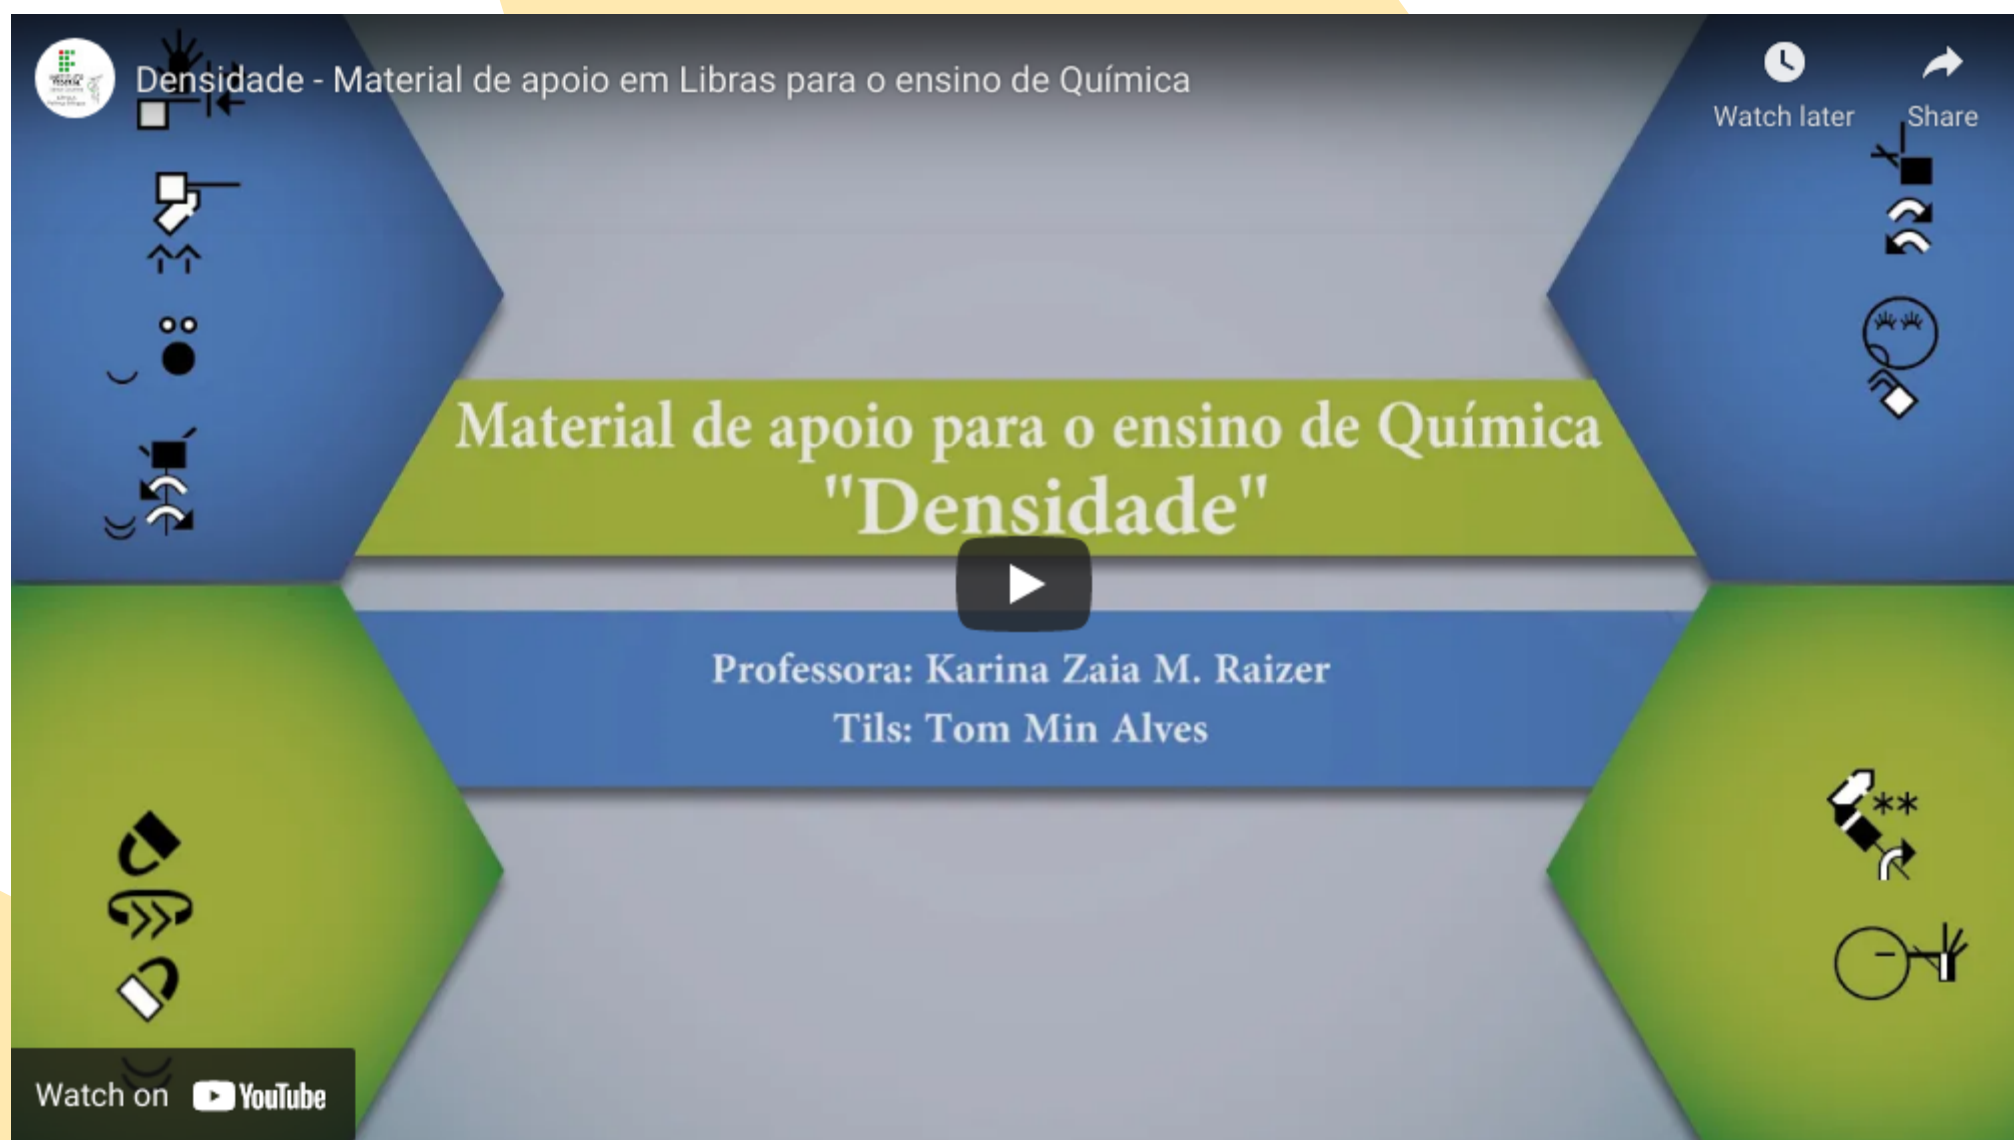 Densidade - Material de apoio em Libras para o ensino de Química
Watch later
Share
Material de apoio para o ensino de Química
"Densidade"
Professora: Karina Zaia M. Raizer
Tils: Tom Min Alves
Watch on YouTube